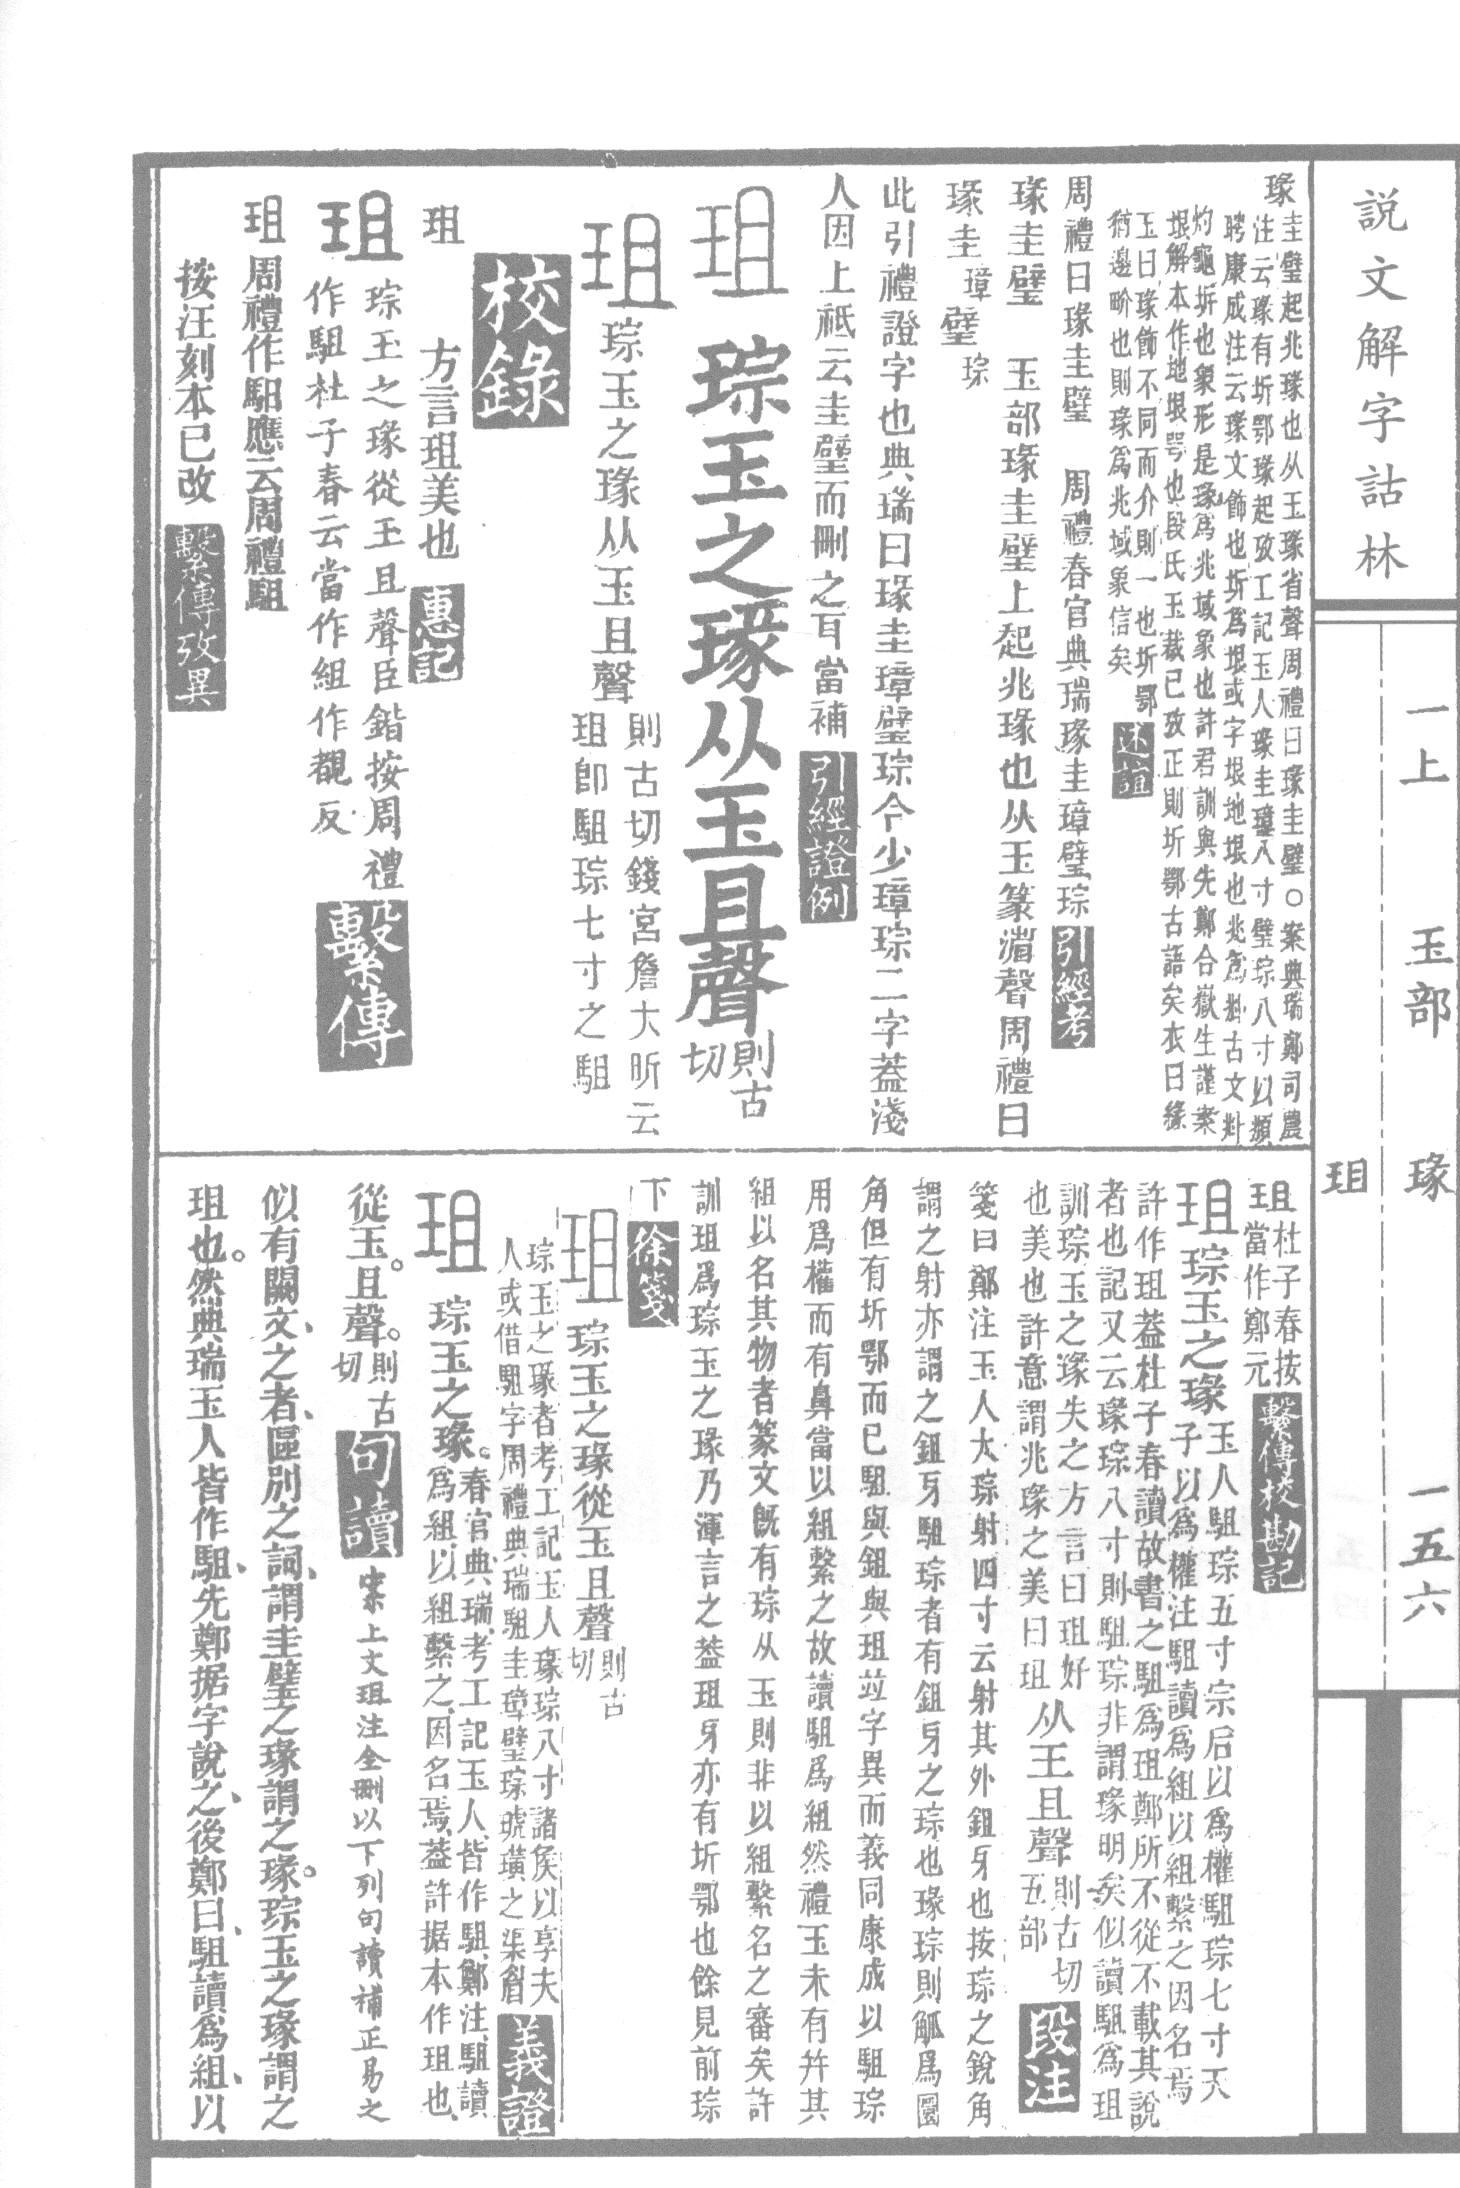 說文解字詁林
一上 玉部 瑑 珇 一五六
瑑
圭璧起兆瑑也从玉瑑省聲周禮曰瑑圭璧○案典瑞鄭司農
注云瑑有圻鄂瑑起攷工記玉人瑑圭璋八寸璧琮八寸以頫
聘康成注云瑑文飾也圻爲垠或字垠地垠也兆爲𠧞古文𠧞
灼龜坼也象形是瑑爲兆域象也許君訓與先鄭合嶽生謹案
垠解本作地垠咢也段氏玉裁已攷正則圻鄂古語矣衣曰緣
玉曰瑑飾不同而介則一也圻鄂
猶邊畍也則瑑爲兆域象信矣 述誼
周禮曰瑑圭璧 周禮春官典瑞瑑圭璋璧琮 引經考
瑑圭璧 玉部瑑圭璧上起兆瑑也从玉篆渻聲周禮曰
瑑圭璋璧琮
此引禮證字也典瑞曰瑑圭璋璧琮今少璋琮二字蓋淺
人因上祇云圭璧而刪之耳當補 引經證例
珇 琮玉之瑑从玉且聲 則古切
珇 琮玉之瑑从玉且聲 則古切錢宮詹大昕云
珇卽駔琮七寸之駔
校錄
珇 方言珇美也 惠記
珇 琮玉之瑑從玉且聲臣鍇按周禮
作駔杜子春云當作組作覩反 繫傳
珇 周禮作駔應云周禮駔
按汪刻本已改 繫傳攷異
珇 杜子春按
當作鄭元 繫傳校勘記
珇 琮玉之瑑 玉人駔琮五寸宗后以爲權駔琮七寸天
子以爲權注駔讀爲組以組繫之因名焉
許作珇蓋杜子春讀故書之駔爲珇鄭所不從不載其說
者也記又云瑑琮八寸則駔琮非謂瑑明矣似讀駔爲珇
訓琮玉之瑑失之方言曰珇好
也美也許意謂兆瑑之美曰珇 从王且聲 則古切
五部 段注
箋曰鄭注玉人大琮射四寸云射其外鉏牙也按琮之銳角
謂之射亦謂之鉏牙駔琮者有鉏牙之琮也瑑琮則觚爲圜
角但有圻鄂而已駔與鉏與珇竝字異而義同康成以駔琮
用爲權而有鼻當以組繫之故讀駔爲組然禮玉未有幷其
組以名其物者篆文旣有琮从玉則非以組繫名之審矣許
訓珇爲琮玉之瑑乃渾言之葢珇牙亦有圻鄂也餘見前琮
下 徐箋
珇 琮玉之瑑從玉且聲 則古切
琮玉之瑑者考工記玉人瑑琮八寸諸矦以享夫
人或借駔字周禮典瑞駔圭璋璧琮琥璜之渠眉 義證
珇 琮玉之瑑。春官典瑞、考工記玉人、皆作駔、鄭注、駔讀
爲組、以組繫之、因名焉、葢許据本作珇也、
從玉。且聲。則古切 句讀 案上文珇注全刪以下列句讀補正易之
似有闕文、之者、區別之詞、謂圭璧之瑑謂之瑑。琮玉之瑑謂之
珇也。然典瑞玉人皆作駔、先鄭据字說之、後鄭曰、駔讀爲組、以